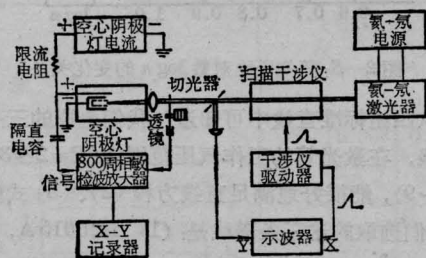 空心阴极
灯电流
限流
电阻
隔直
电容
信号
空心
阴极灯
透镜
切光器
扫描干涉仪
氦-氖
电源
氦-氖
激光器
800周相敏
检波放大器
干涉仪
驱动器
X-Y
记录器
Y
示波器
X